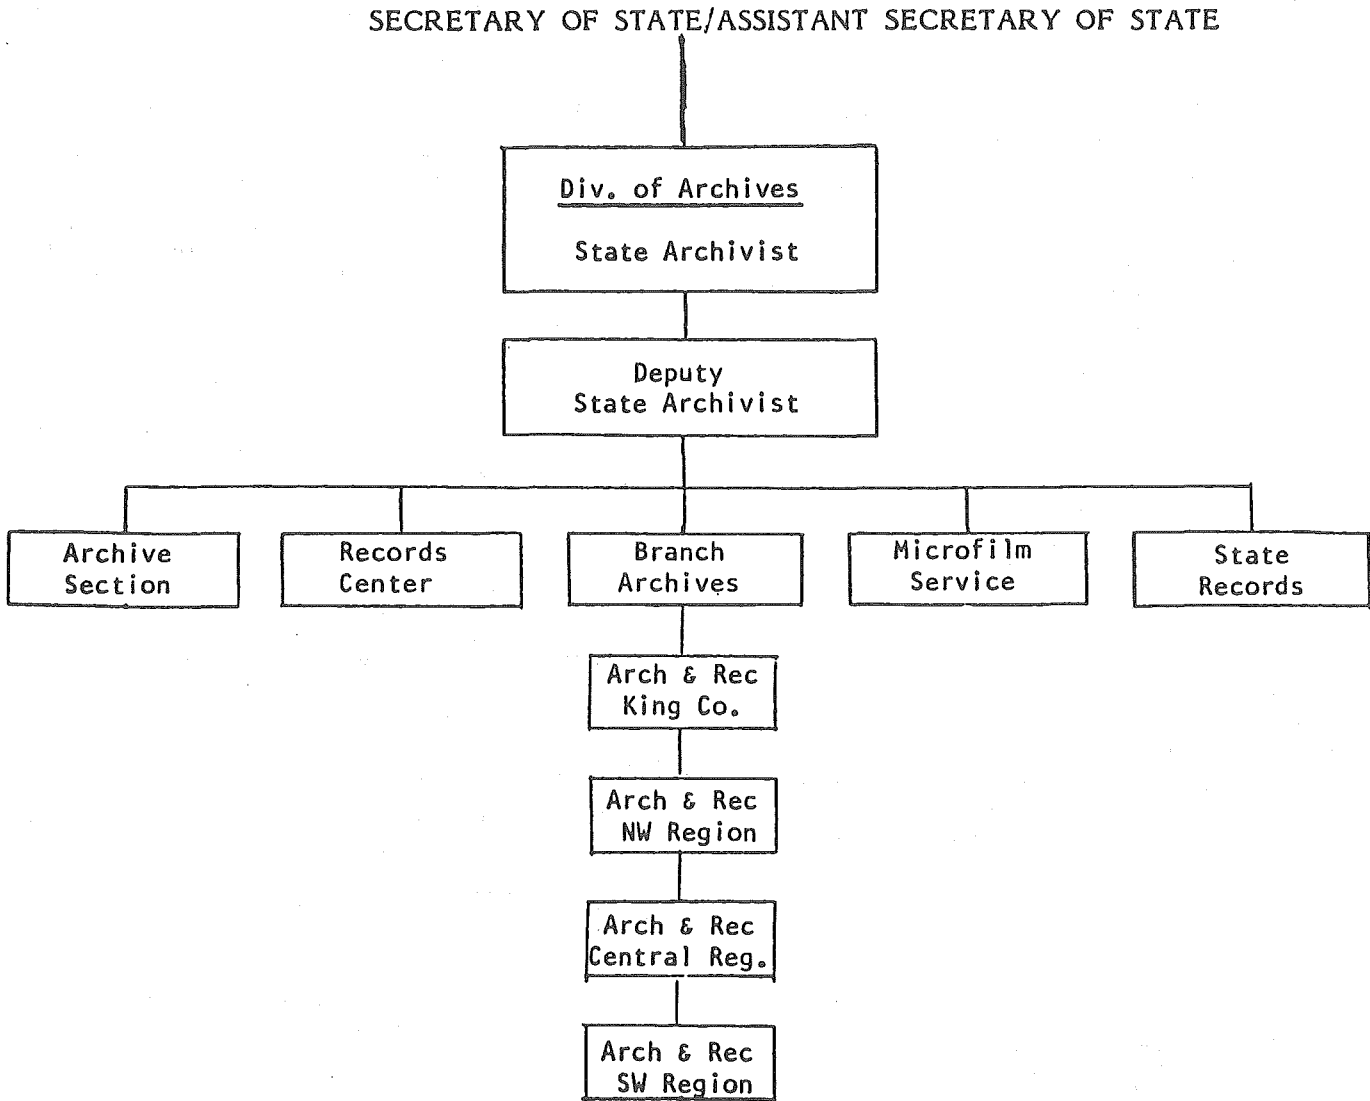 SECRETARY OF STATE/ASSISTANT SECRETARY OF STATE
Div. of Archives
State Archivist
Deputy
State Archivist
Archive
Section
Records
Center
Branch
Archives
Microfilm
Service
State
Records
Arch & Rec
King Co.
Arch & Rec
NW Region
Arch & Rec
Central Reg.
Arch & Rec
SW Region